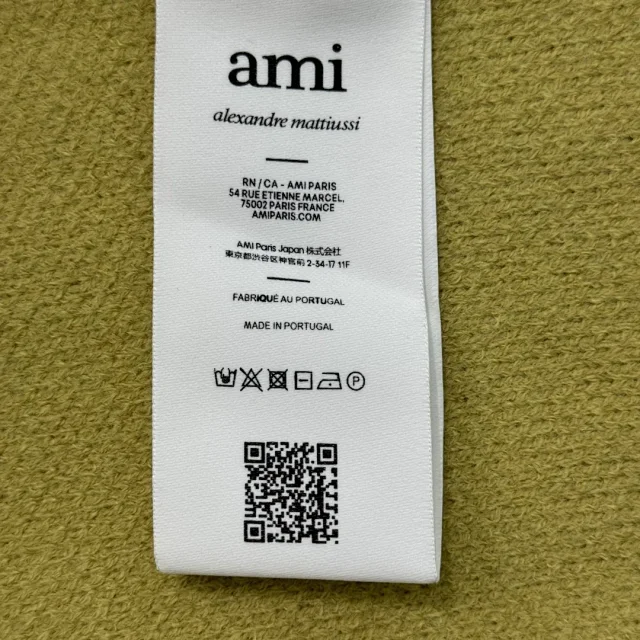 ami
alexandre mattiussi
RN / CA - AMI PARIS
54 RUE ETIENNE MARCEL,
75002 PARIS FRANCE
AMIPARIS.COM
AMI Paris Japan 株式会社
東京都渋谷区神宮前 2-34-17 11F
FABRIQUÉ AU PORTUGAL
MADE IN PORTUGAL
P